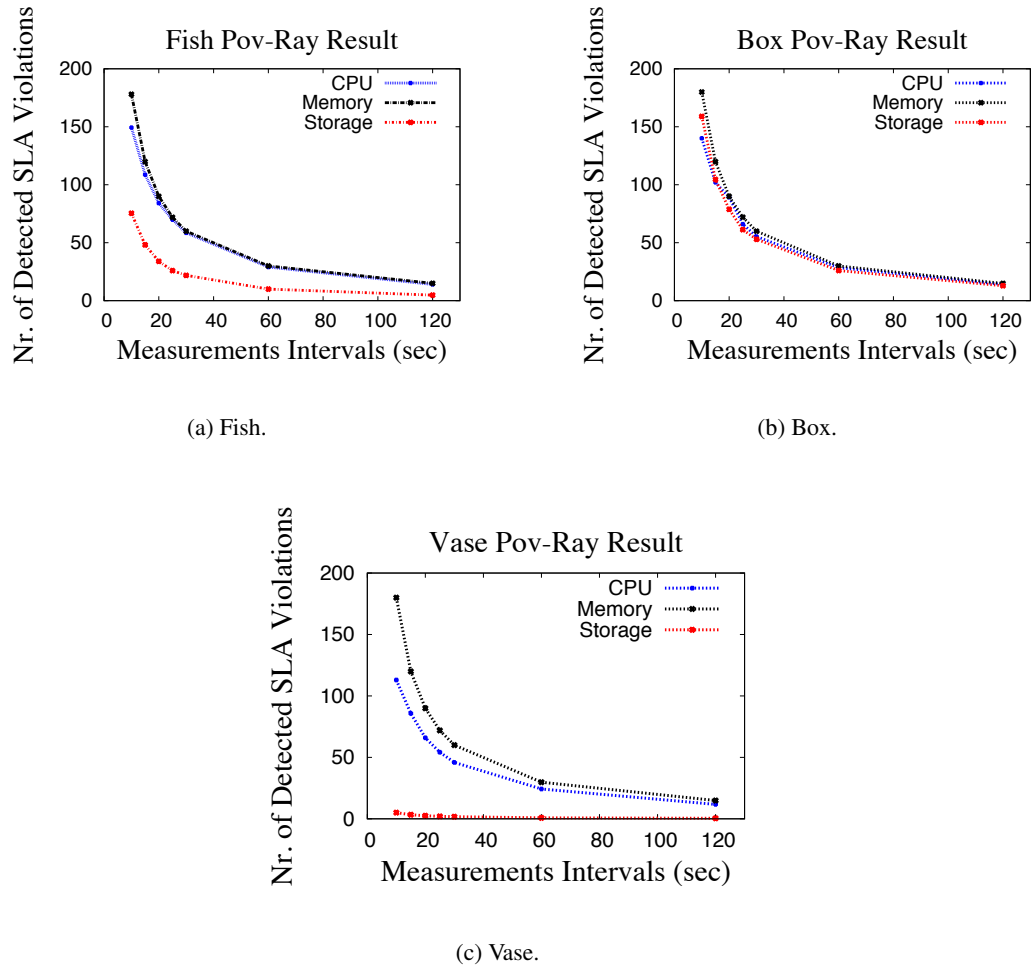 Fish Pov-Ray Result
Nr. of Detected SLA Violations
200
150
100
50
0
CPU
Memory
Storage
0 20 40 60 80 100 120
Measurements Intervals (sec)
(a) Fish.
Box Pov-Ray Result
Nr. of Detected SLA Violations
200
150
100
50
0
CPU
Memory
Storage
0 20 40 60 80 100 120
Measurements Intervals (sec)
(b) Box.
Vase Pov-Ray Result
Nr. of Detected SLA Violations
200
150
100
50
0
CPU
Memory
Storage
0 20 40 60 80 100 120
Measurements Intervals (sec)
(c) Vase.